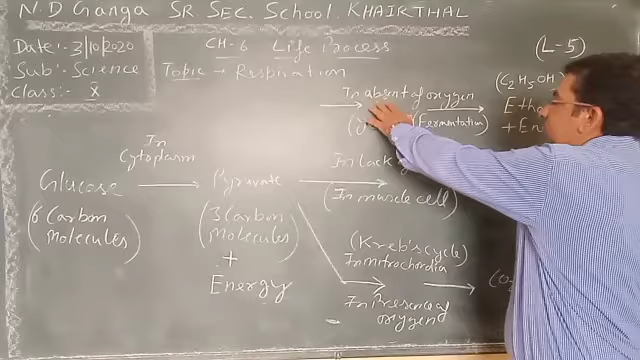 N.D Ganga SR. SEC. School. KHAIRTHAL
Date:- 3/10/2020
Sub:- Science
Class:- X
CH-6 Life Process
Topic → Respiration
(L-5)
(C2H5OH)
In absent of oxygen
(Fermentation)
Etha
+ En
In
Cytoplasm
Glucose
Pyruvate
In lack
(In muscle cell)
(6 Carbon
molecules)
(3 Carbon
molecules)
+
Energy
(Kreb's cycle)
In mitrochordia
In Presence of
oxygen
(CO2